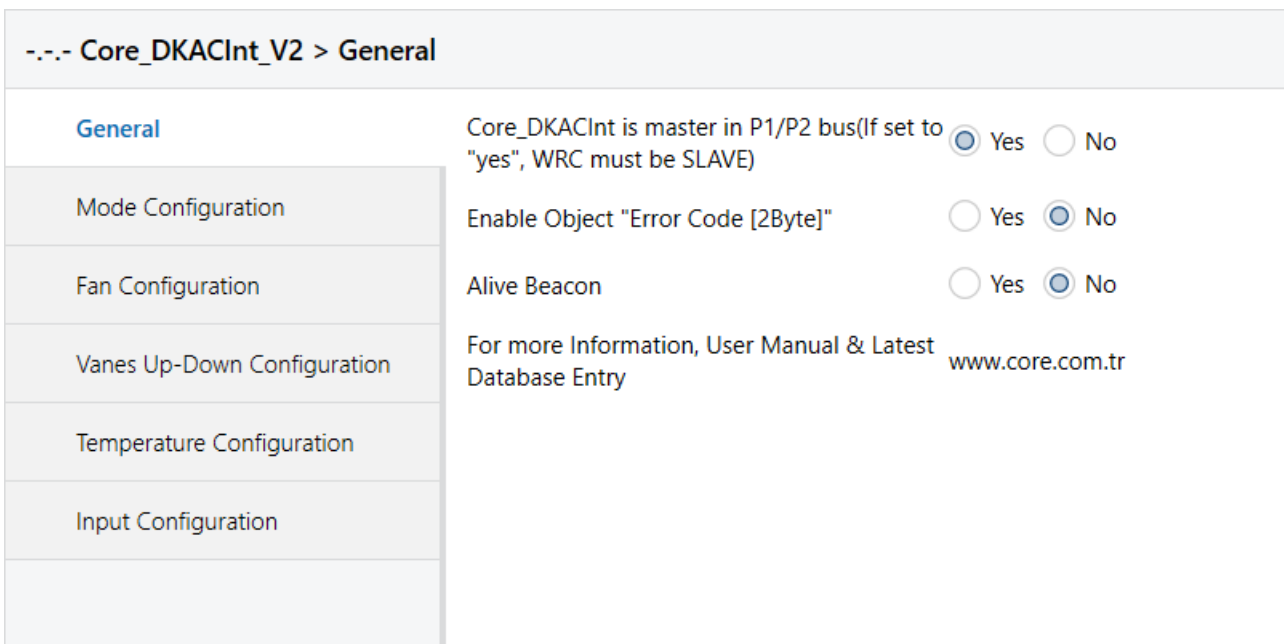 -.-.- Core_DKACInt_V2 > General
General
Mode Configuration
Fan Configuration
Vanes Up-Down Configuration
Temperature Configuration
Input Configuration
Core_DKACInt is master in P1/P2 bus(If set to
"yes", WRC must be SLAVE)
Yes No
Enable Object "Error Code [2Byte]"
Yes No
Alive Beacon
Yes No
For more Information, User Manual & Latest
Database Entry
www.core.com.tr